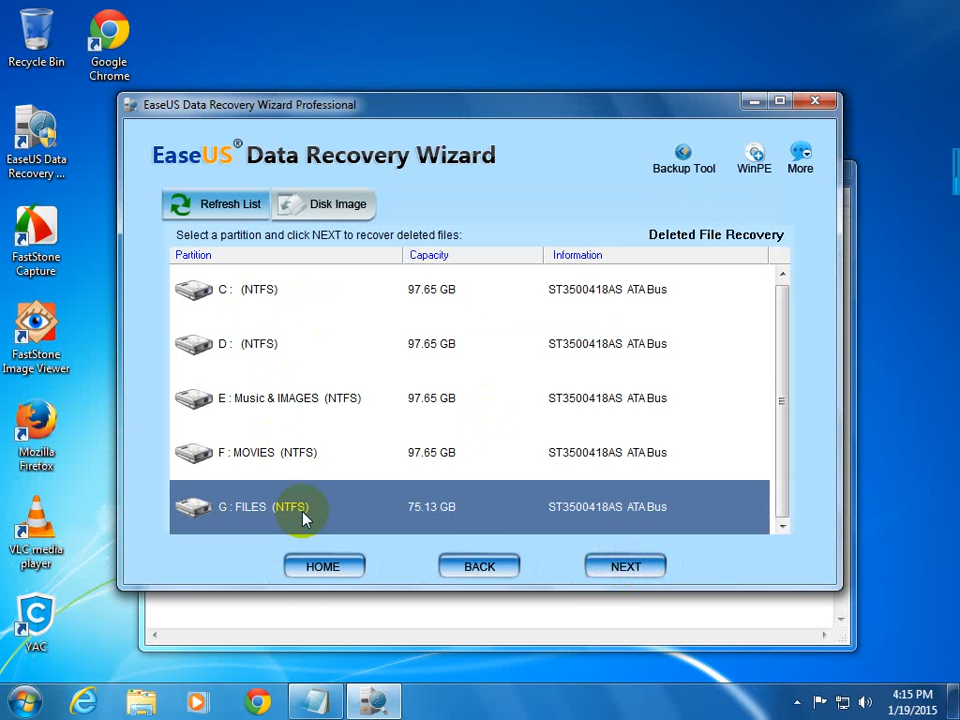 Recycle Bin
Google
Chrome
EaseUS Data
Recovery ...
FastStone
Capture
FastStone
Image Viewer
Mozilla
Firefox
VLC media
player
YAC
EaseUS Data Recovery Wizard Professional
EaseUS® Data Recovery Wizard
Backup Tool
WinPE
More
Refresh List
Disk Image
Select a partition and click NEXT to recover deleted files:
Deleted File Recovery
Partition Capacity Information
C : (NTFS) 97.65 GB ST3500418AS ATA Bus
D : (NTFS) 97.65 GB ST3500418AS ATA Bus
E : Music & IMAGES (NTFS) 97.65 GB ST3500418AS ATA Bus
F : MOVIES (NTFS) 97.65 GB ST3500418AS ATA Bus
G : FILES (NTFS) 75.13 GB ST3500418AS ATA Bus
HOME
BACK
NEXT
4:15 PM
1/19/2015